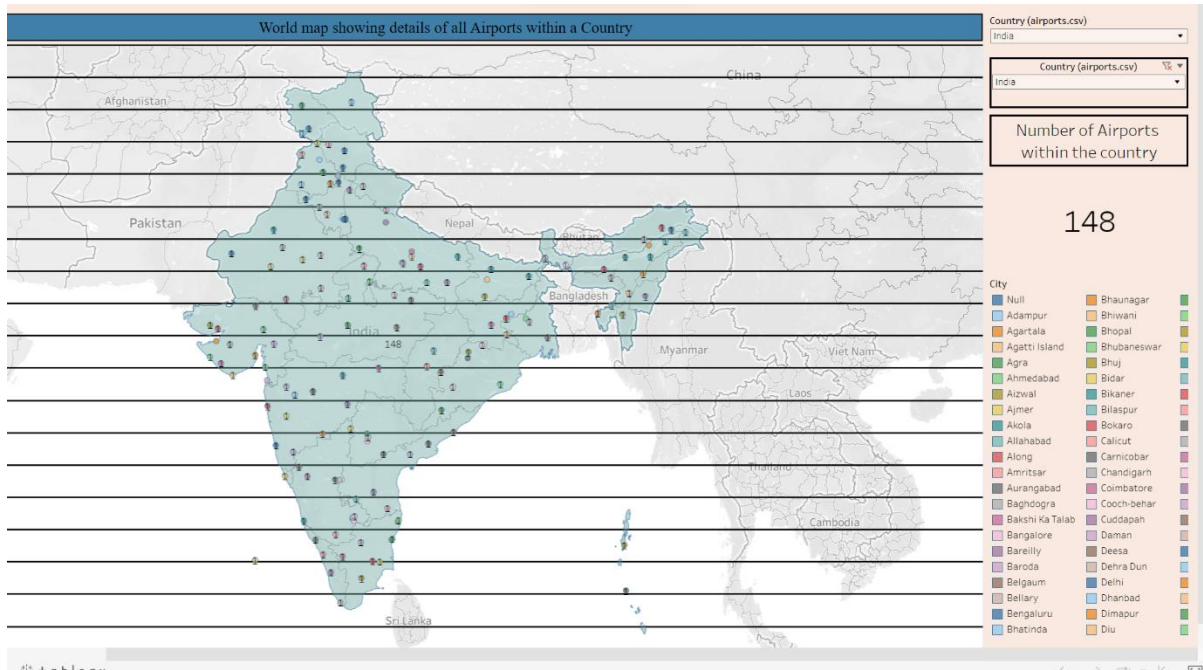 World map showing details of all Airports within a Country
Country (airports.csv)
India
Country (airports.csv)
India
Number of Airports
within the country
148
China
Afghanistan
Pakistan
Nepal
Bhutan
Bangladesh
India
148
Myanmar
Viet Nam
Laos
Thailand
Cambodia
Sri Lanka
City
Null
Adampur
Agartala
Agatti Island
Agra
Ahmedabad
Aizwal
Ajmer
Akola
Allahabad
Along
Amritsar
Aurangabad
Baghdogra
Bakshi Ka Talab
Bangalore
Bareilly
Baroda
Belgaum
Bellary
Bengaluru
Bhatinda
Bhaunagar
Bhiwani
Bhopal
Bhubaneswar
Bhuj
Bidar
Bikaner
Bilaspur
Bokaro
Calicut
Carnicobar
Chandigarh
Coimbatore
Cooch-behar
Cuddapah
Daman
Deesa
Dehra Dun
Delhi
Dhanbad
Dimapur
Diu